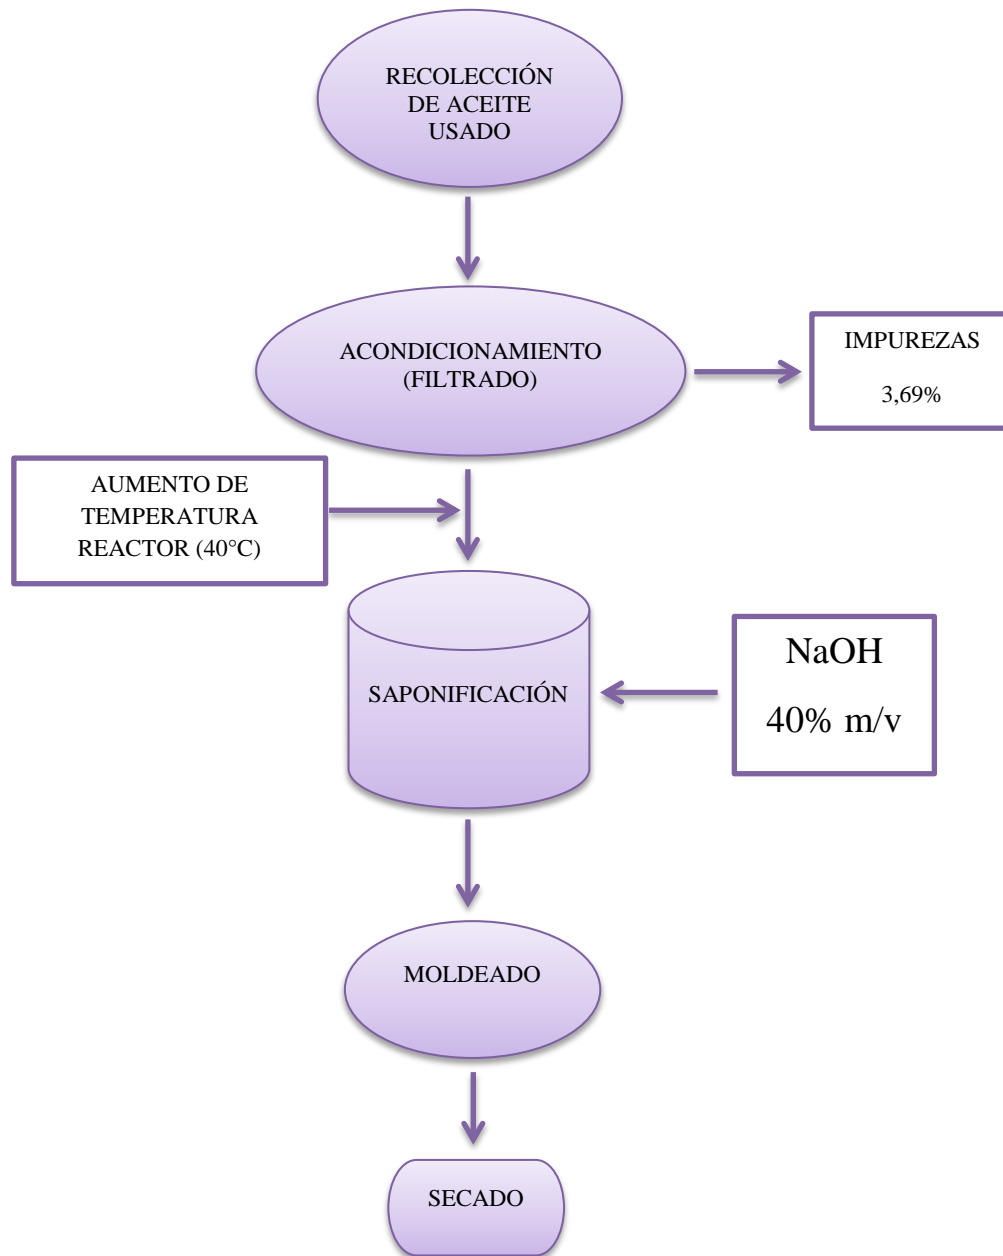 RECOLECCIÓN
DE ACEITE
USADO
ACONDICIONAMIENTO
(FILTRADO)
IMPUREZAS
3,69%
AUMENTO DE
TEMPERATURA
REACTOR (40°C)
SAPONIFICACIÓN
NaOH
40% m/v
MOLDEADO
SECADO